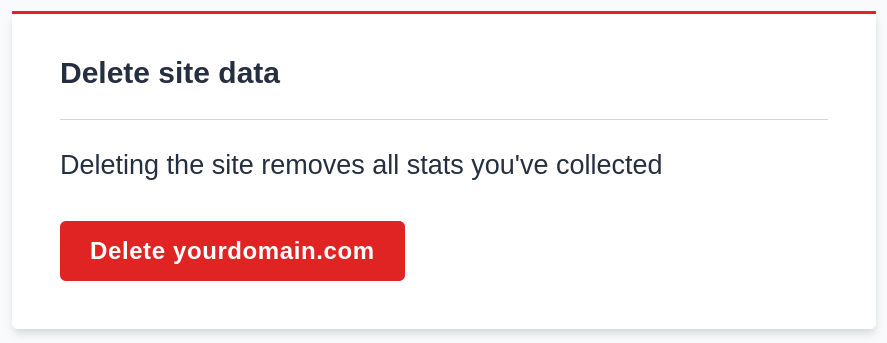 Delete site data
Deleting the site removes all stats you've collected
Delete yourdomain.com